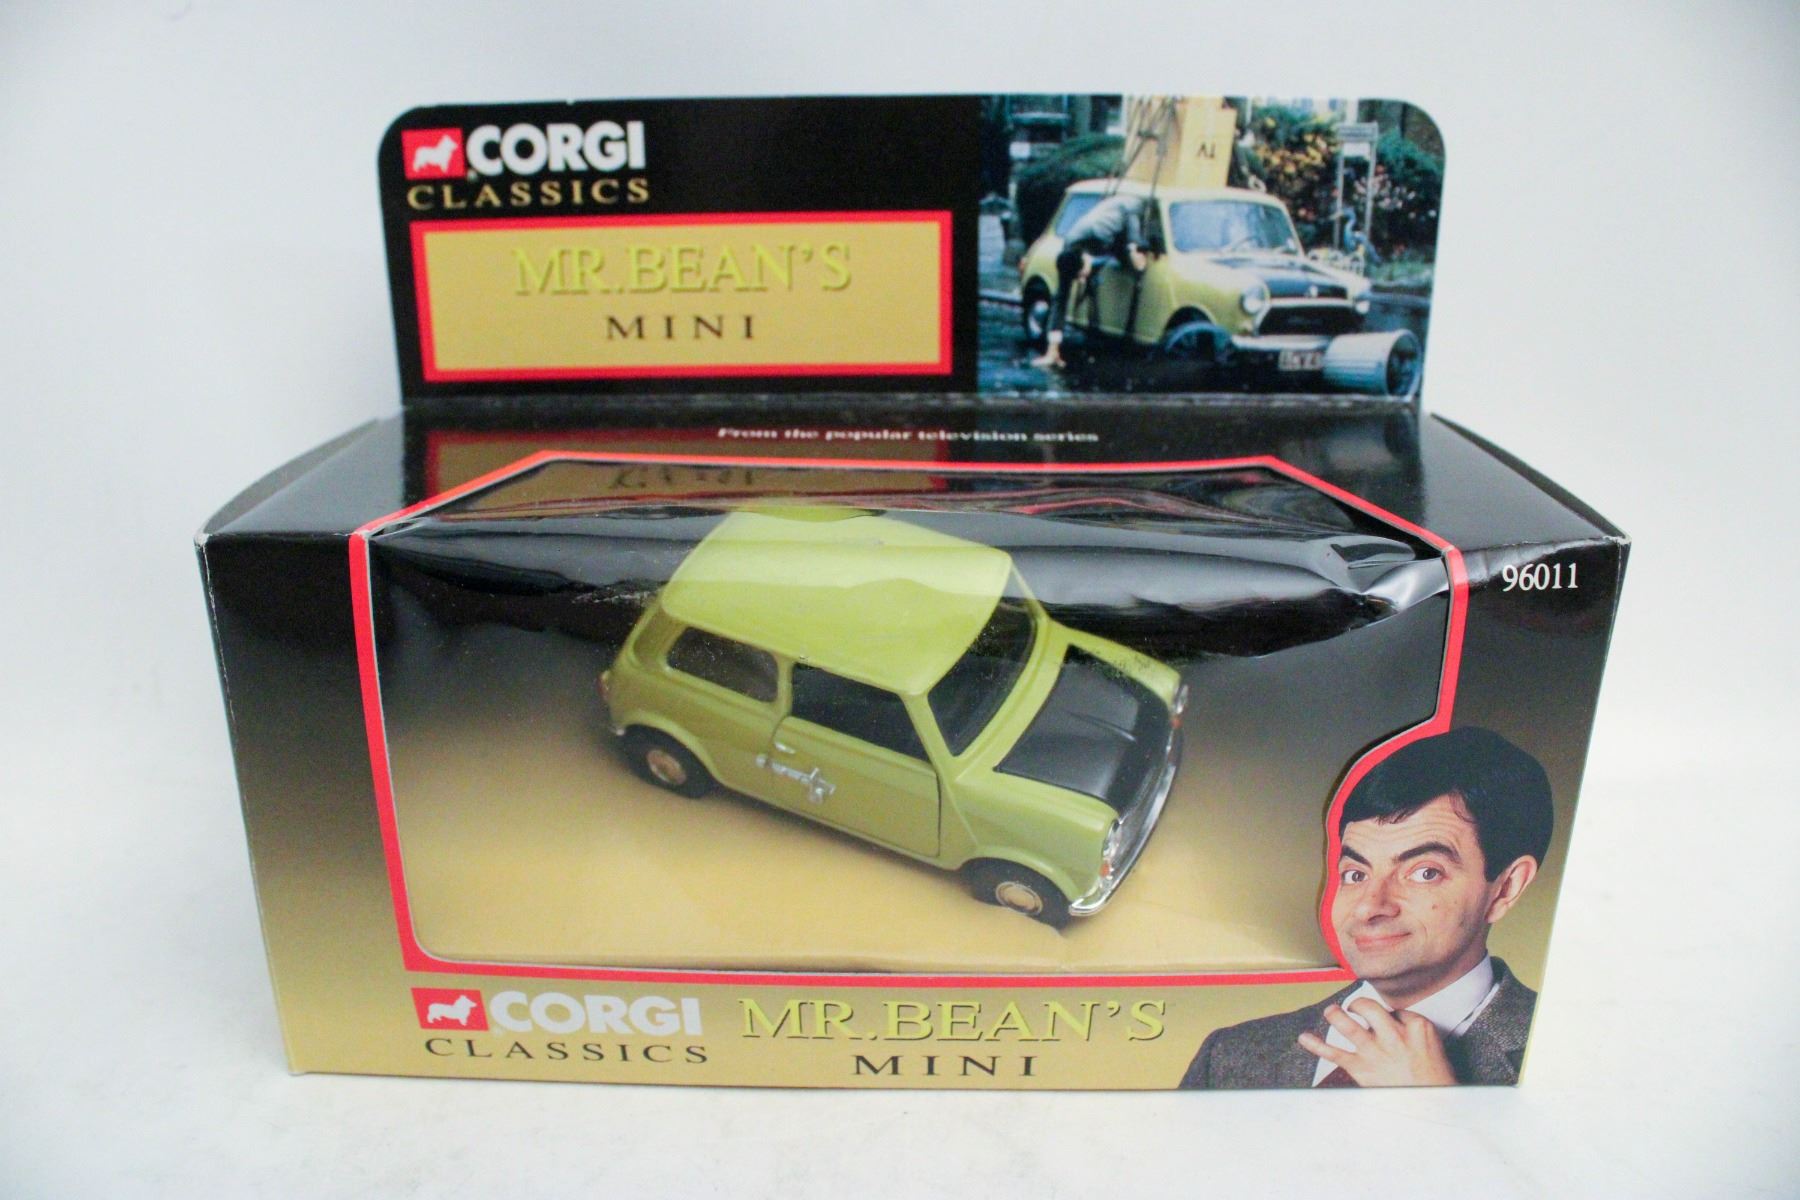 CORGI
CLASSICS
MR. BEAN'S
MINI
From the popular television series
96011
CORGI
CLASSICS
MR. BEAN'S
MINI